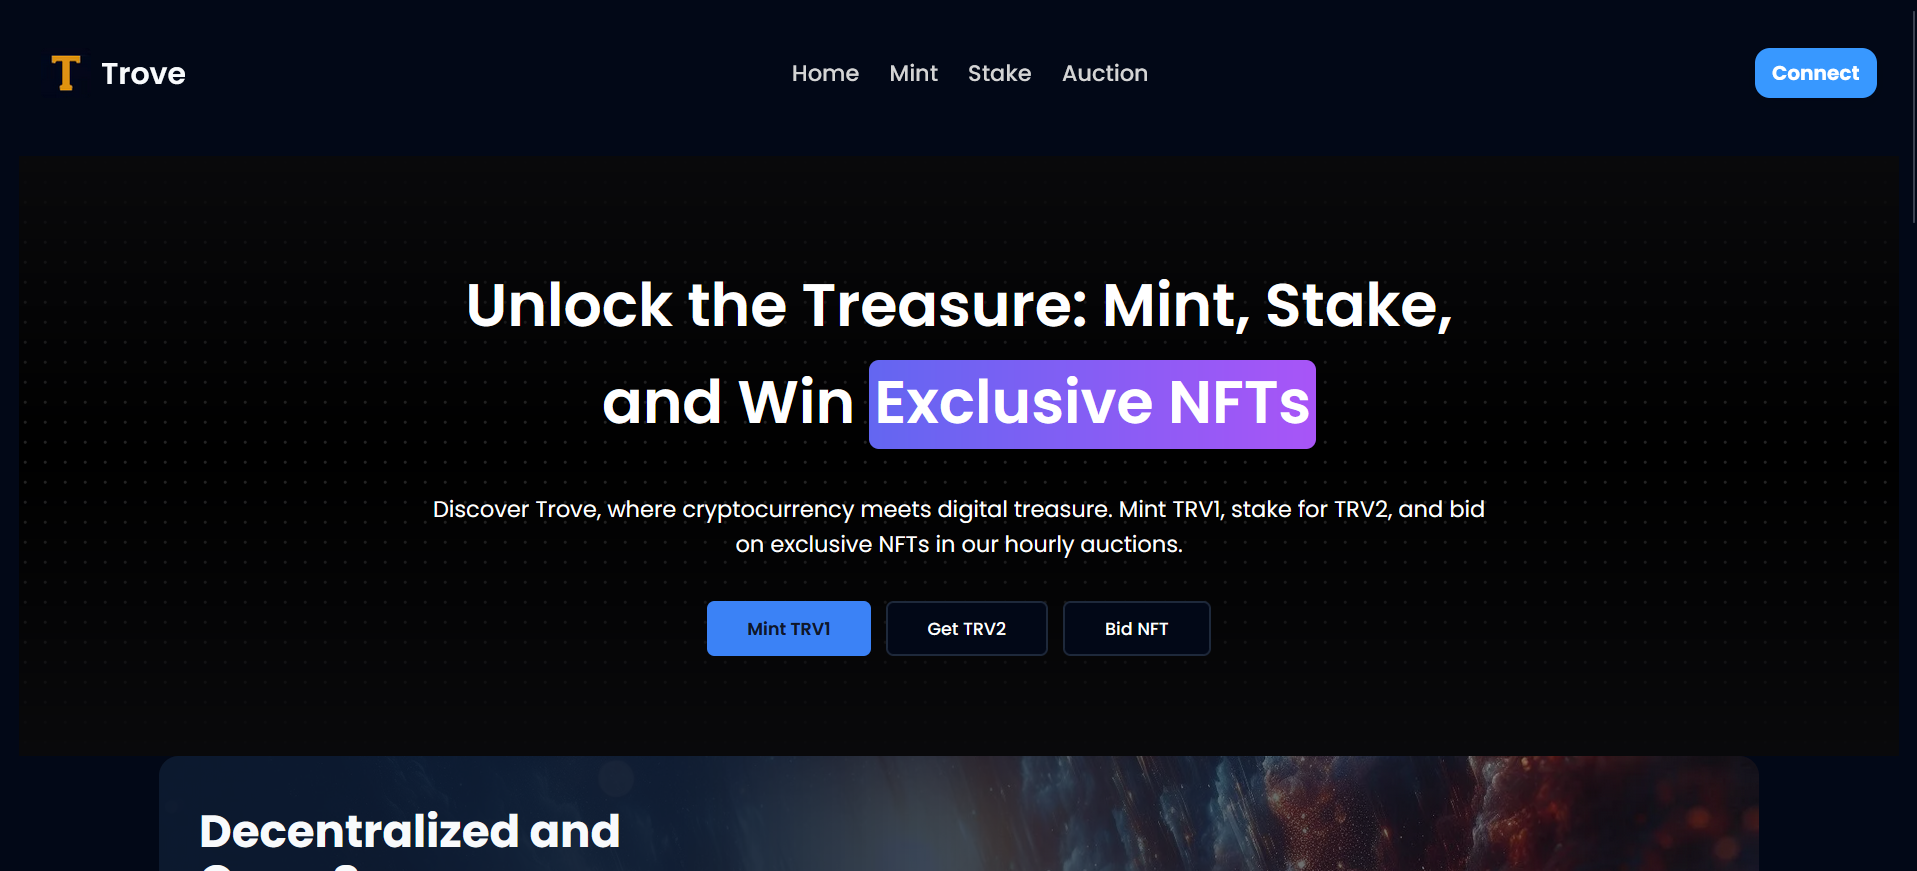 T Trove
Home Mint Stake Auction
Connect
Unlock the Treasure: Mint, Stake,
and Win Exclusive NFTs
Discover Trove, where cryptocurrency meets digital treasure. Mint TRV1, stake for TRV2, and bid
on exclusive NFTs in our hourly auctions.
Mint TRV1
Get TRV2
Bid NFT
Decentralized and